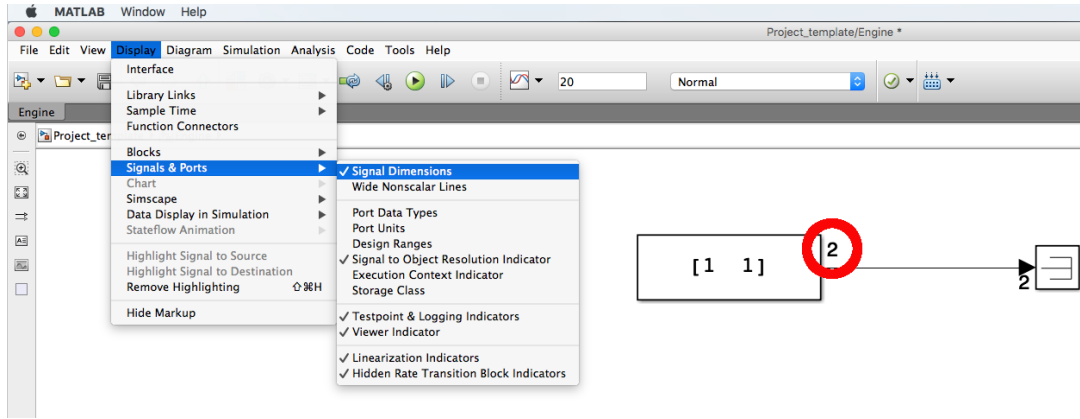 MATLAB Window Help
Project_template/Engine *
File Edit View Display Diagram Simulation Analysis Code Tools Help
20 Normal
Engine
Project_ter
Interface
Library Links
Sample Time
Function Connectors
Blocks
Signals & Ports
Chart
Simscape
Data Display in Simulation
Stateflow Animation
Highlight Signal to Source
Highlight Signal to Destination
Remove Highlighting ⇧⌘H
Hide Markup
✓ Signal Dimensions
Wide Nonscalar Lines
Port Data Types
Port Units
Design Ranges
✓ Signal to Object Resolution Indicator
Execution Context Indicator
Storage Class
✓ Testpoint & Logging Indicators
✓ Viewer Indicator
✓ Linearization Indicators
✓ Hidden Rate Transition Block Indicators
[1 1]
2
2